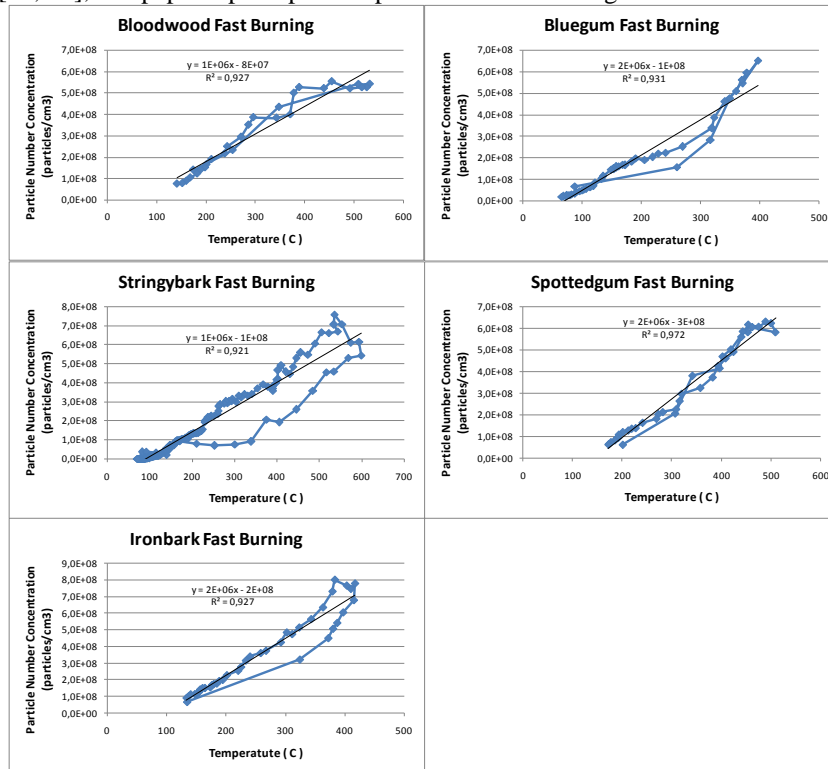 Bloodwood Fast Burning
Particle Number Concentration
(particles/cm3)
7,0E+08
6,0E+08
5,0E+08
4,0E+08
3,0E+08
2,0E+08
1,0E+08
0,0E+00
y = 1E+06x - 8E+07
R² = 0,927
0 100 200 300 400 500 600
Temperature ( C )
Bluegum Fast Burning
Particle Number Concentration
(particles/cm3)
7,0E+08
6,0E+08
5,0E+08
4,0E+08
3,0E+08
2,0E+08
1,0E+08
0,0E+00
y = 2E+06x - 1E+08
R² = 0,931
0 100 200 300 400 500
Temperature ( C )
Stringybark Fast Burning
Particle Number Concentration
(particles/cm3)
8,0E+08
7,0E+08
6,0E+08
5,0E+08
4,0E+08
3,0E+08
2,0E+08
1,0E+08
0,0E+00
y = 1E+06x - 1E+08
R² = 0,921
0 100 200 300 400 500 600 700
Temperature ( C )
Spottedgum Fast Burning
Particle Number Concentration
(particles/cm3)
7,0E+08
6,0E+08
5,0E+08
4,0E+08
3,0E+08
2,0E+08
1,0E+08
0,0E+00
y = 2E+06x - 3E+08
R² = 0,972
0 100 200 300 400 500 600
Temperature ( C )
Ironbark Fast Burning
Particle Number Concentration
(particles/cm3)
9,0E+08
8,0E+08
7,0E+08
6,0E+08
5,0E+08
4,0E+08
3,0E+08
2,0E+08
1,0E+08
0,0E+00
y = 2E+06x - 2E+08
R² = 0,927
0 100 200 300 400 500
Temperature ( C )